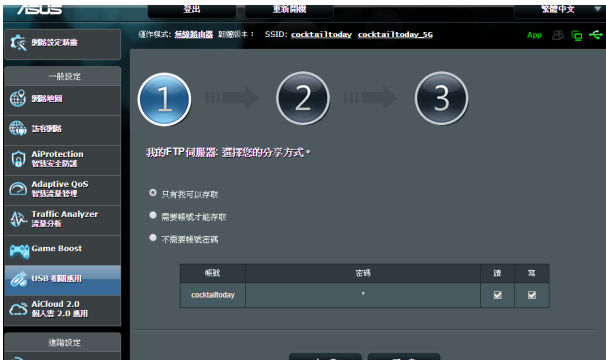 ASUS 登出 重新開機 繁體中文
運作模式: 無線路由器 韌體版本: SSID: cocktailtoday cocktailtoday_5G App
網路設定精靈
一般設定
網路地圖
訪客網路
AiProtection
智慧安全防護
Adaptive QoS
智慧流量管理
Traffic Analyzer
流量分析
Game Boost
USB 相關應用
AiCloud 2.0
個人雲 2.0 應用
進階設定
1 2 3
我的FTP伺服器: 選擇您的分享方式。
只有我可以存取
需要帳號才能存取
不需要帳號密碼
帳號 密碼 讀 寫
cocktailtoday *